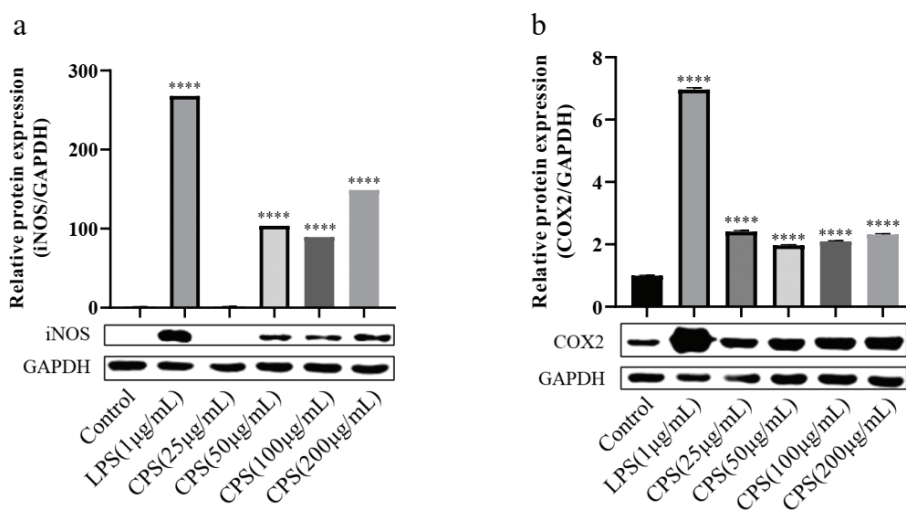 a
Relative protein expression
(iNOS/GAPDH)
300
200
100
0
****
****
****
****
iNOS
GAPDH
Control
LPS(1μg/mL)
CPS(25μg/mL)
CPS(50μg/mL)
CPS(100μg/mL)
CPS(200μg/mL)
b
Relative protein expression
(COX2/GAPDH)
8
6
4
2
0
****
****
****
****
****
COX2
GAPDH
Control
LPS(1μg/mL)
CPS(25μg/mL)
CPS(50μg/mL)
CPS(100μg/mL)
CPS(200μg/mL)